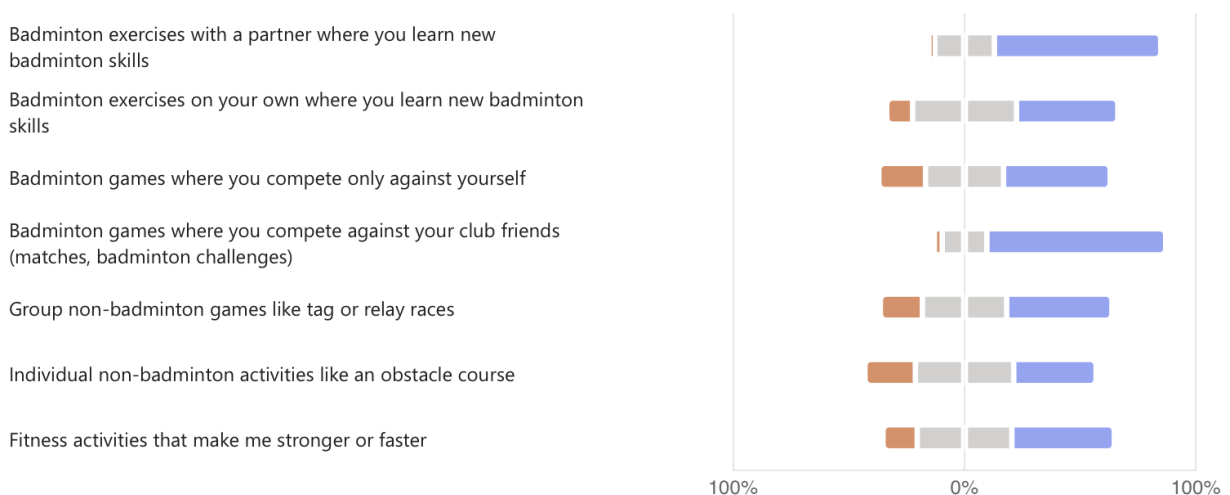 Badminton exercises with a partner where you learn new
badminton skills
Badminton exercises on your own where you learn new badminton
skills
Badminton games where you compete only against yourself
Badminton games where you compete against your club friends
(matches, badminton challenges)
Group non-badminton games like tag or relay races
Individual non-badminton activities like an obstacle course
Fitness activities that make me stronger or faster
100% 0% 100%